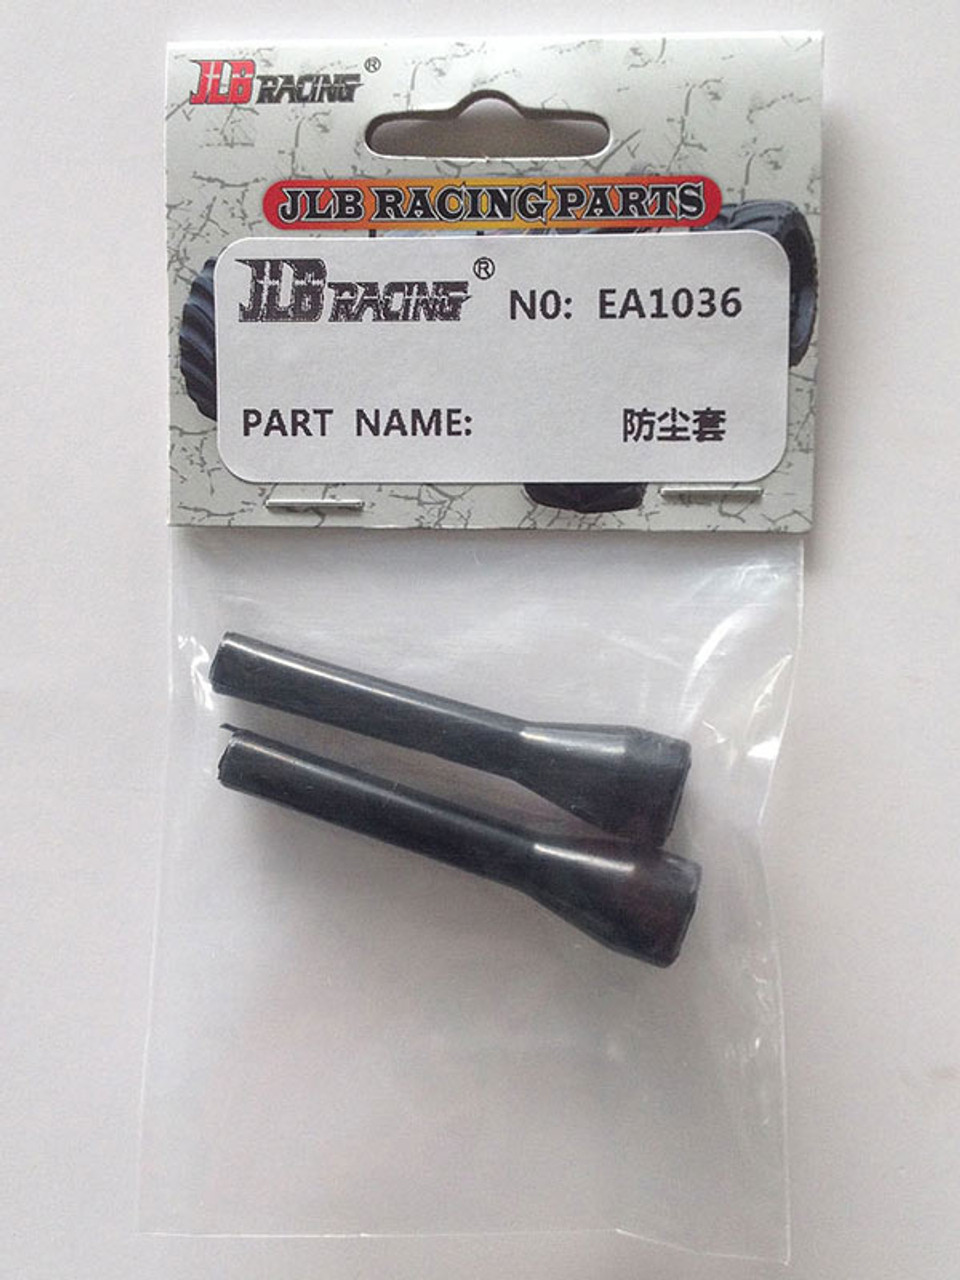 JLB RACING®
JLB RACING PARTS
JLB RACING® N0: EA1036
PART NAME: 防尘套